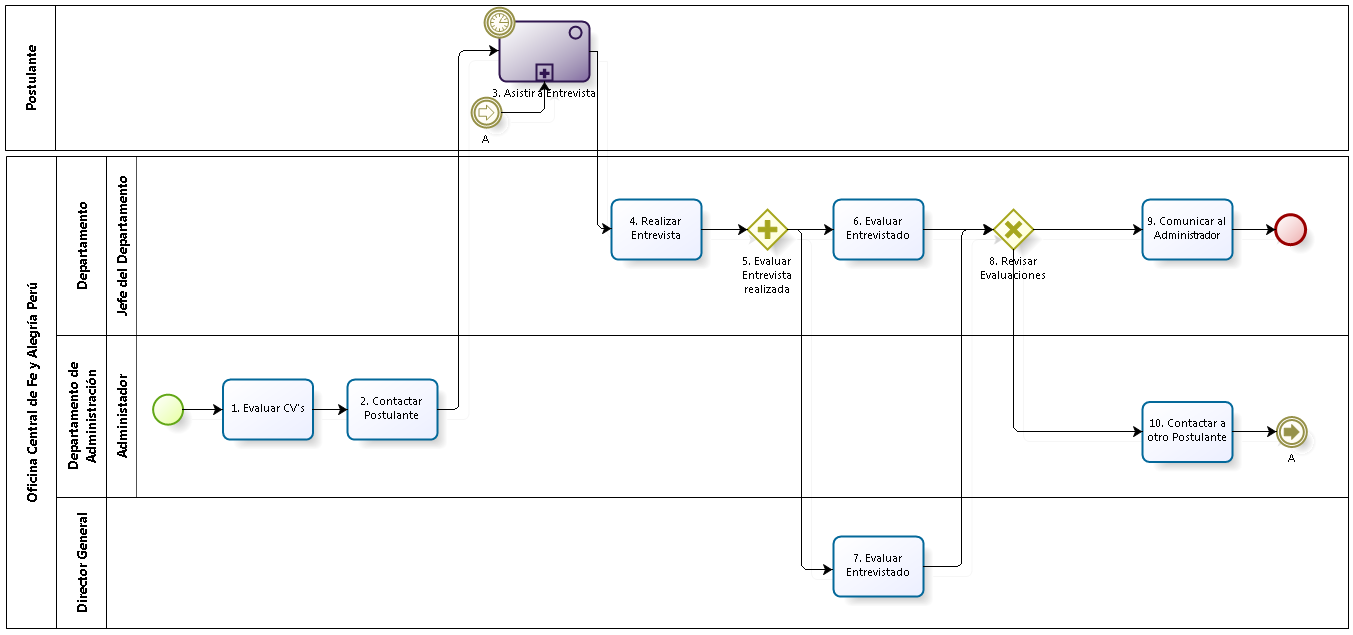 Postulante
3. Asistir a Entrevista
A
Oficina Central de Fe y Alegría Perú
Departamento
Jefe del Departamento
4. Realizar
Entrevista
5. Evaluar
Entrevista
realizada
6. Evaluar
Entrevistado
8. Revisar
Evaluaciones
9. Comunicar al
Administrador
Departamento de
Administración
Administador
1. Evaluar CV's
2. Contactar
Postulante
10. Contactar a
otro Postulante
A
Director General
7. Evaluar
Entrevistado